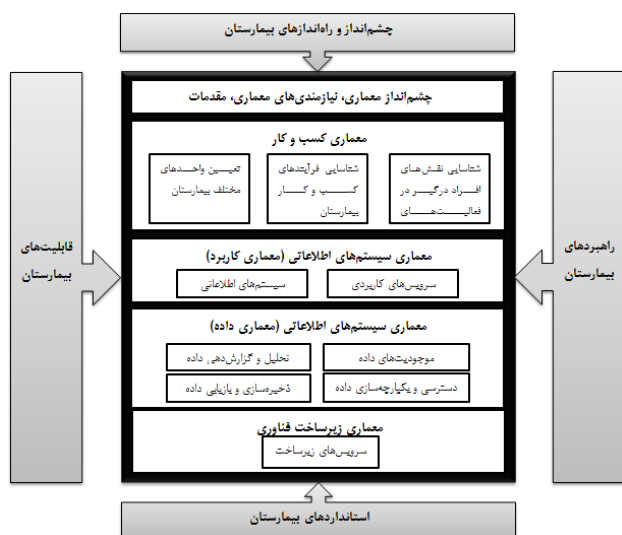 چشم‌انداز و راه‌اندازهای بیمارستان
چشم‌انداز معماری، نیازمندی‌های معماری، مقدمات
معماری کسب و کار
شناسایی نقش‌های
افراد درگیر در
فعالیت‌های
شناسایی فرآیندهای
کسب و کار
بیمارستان
تعیین واحدهای
مختلف بیمارستان
راهبردهای
بیمارستان
قابلیت‌های
بیمارستان
معماری سیستم‌های اطلاعاتی (معماری کاربرد)
سرویس‌های کاربردی
سیستم‌های اطلاعاتی
معماری سیستم‌های اطلاعاتی (معماری داده)
موجودیت‌های داده
تحلیل و گزارش‌دهی داده
دسترسی و یکپارچه‌سازی داده
ذخیره‌سازی و بازیابی داده
معماری زیرساخت فناوری
سرویس‌های زیرساخت
استانداردهای بیمارستان